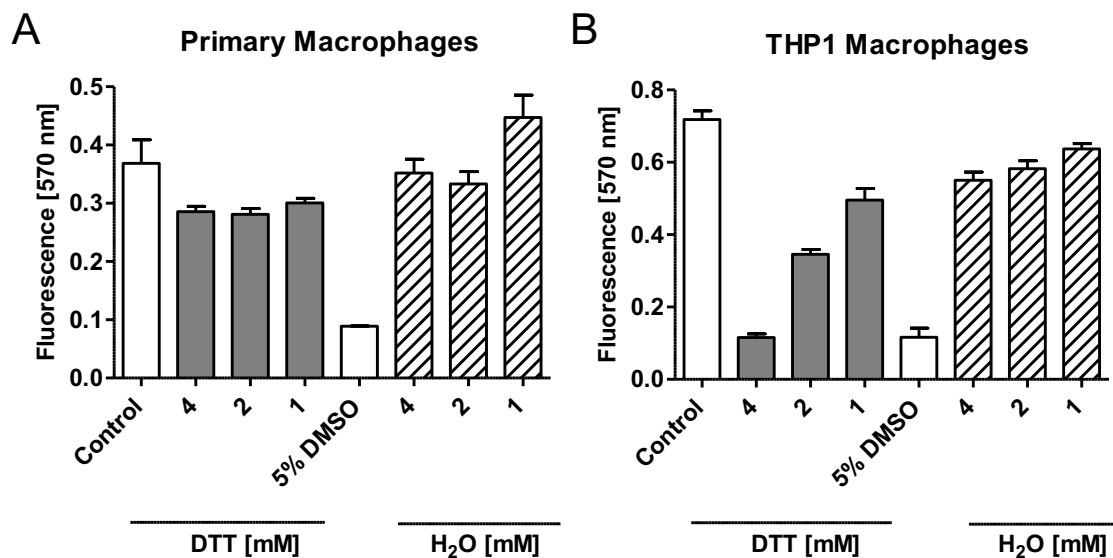 A
Primary Macrophages
Fluorescence [570 nm]
0.5
0.4
0.3
0.2
0.1
0.0
Control
4
2
1
5% DMSO
4
2
1
DTT [mM]
H₂O [mM]
B
THP1 Macrophages
Fluorescence [570 nm]
0.8
0.6
0.4
0.2
0.0
Control
4
2
1
5% DMSO
4
2
1
DTT [mM]
H₂O [mM]